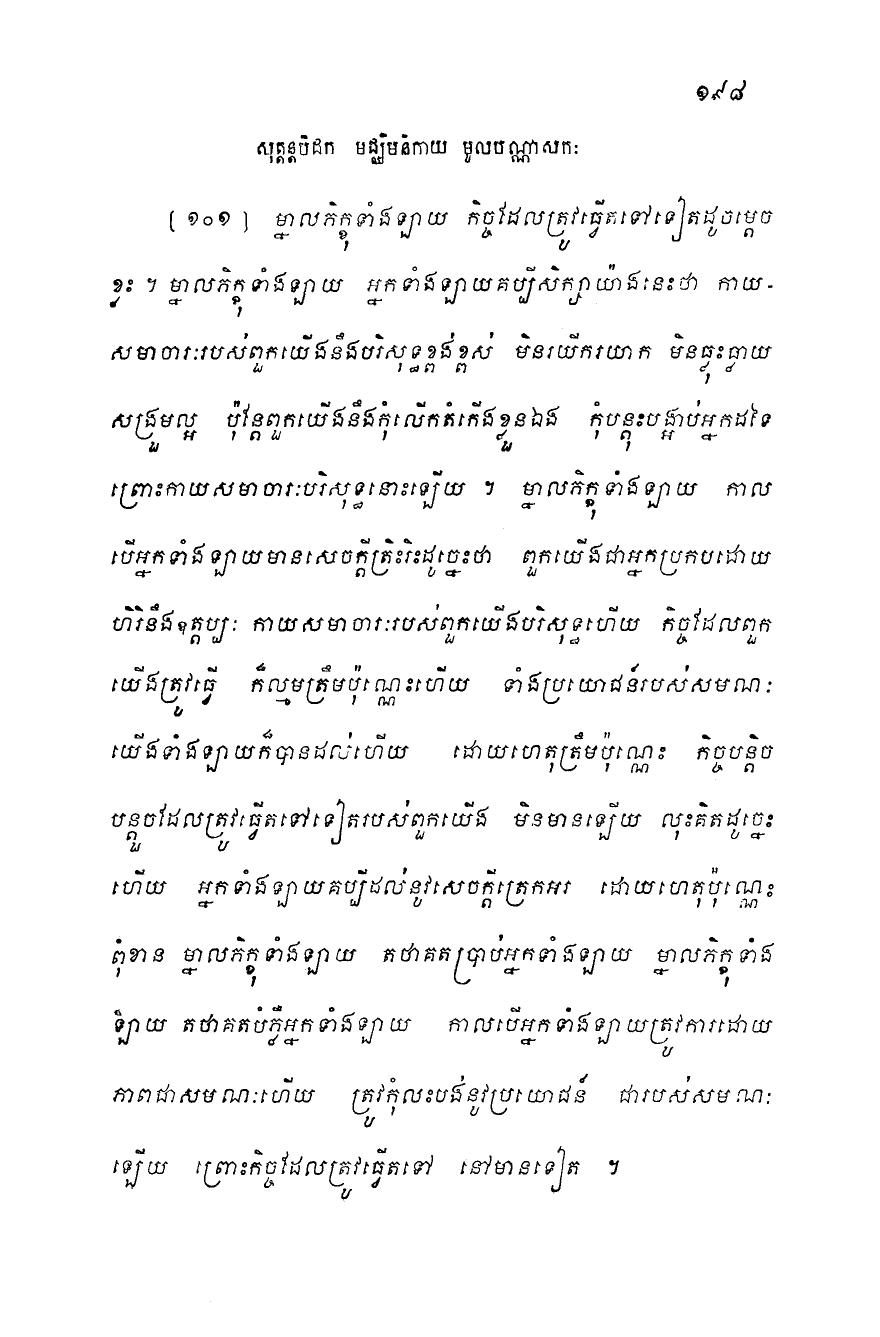 ១៩៨
សុត្តន្តបិដក មជ្ឈិមនិកាយ មូលបណ្ណាសកៈ
[ ១០១ ] ម្នាលភិក្ខុទាំងឡាយ កិច្ចដែលត្រូវធ្វើតទៅទៀតដូចម្តេច
ខ្លះ ។ ម្នាលភិក្ខុទាំងឡាយ អ្នកទាំងឡាយគប្បីសិក្សាយ៉ាងនេះថា កាយ-
សមាចារៈរបស់ពួកយើងនឹងបរិសុទ្ធខ្ពង់ខ្ពស់ មិនរយីករយាក មិនធ្លុះធ្លាយ
សង្រួមល្អ ប៉ុន្តែពួកយើងនឹងកុំលើកតំកើងខ្លួនឯង កុំបន្តុះបង្អាប់អ្នកដទៃ
ព្រោះកាយសមាចារៈបរិសុទ្ធនោះឡើយ ។ ម្នាលភិក្ខុទាំងឡាយ កាល
បើអ្នកទាំងឡាយមានសេចក្តីត្រិះរិះដូច្នេះថា ពួកយើងជាអ្នកប្រកបដោយ
ហិរិនឹងឧត្តប្បៈ កាយសមាចារៈរបស់ពួកយើងបរិសុទ្ធហើយ កិច្ចដែលពួក
យើងត្រូវធ្វើ ក៏ល្មមត្រឹមប៉ុណ្ណេះហើយ ទាំងប្រយោជន៍របស់សមណៈ
យើងទាំងឡាយក៏បានដល់ហើយ ដោយហេតុត្រឹមប៉ុណ្ណេះ កិច្ចបន្តិច
បន្តួចដែលត្រូវធ្វើតទៅទៀតរបស់ពួកយើង មិនមានឡើយ លុះគិតដូច្នេះ
ហើយ អ្នកទាំងឡាយគប្បីដល់នូវសេចក្តីត្រេកអរ ដោយហេតុប៉ុណ្ណេះ
ពុំខាន ម្នាលភិក្ខុទាំងឡាយ តថាគតប្រាប់អ្នកទាំងឡាយ ម្នាលភិក្ខុទាំង
ឡាយ តថាគតបំភ្លឺអ្នកទាំងឡាយ កាលបើអ្នកទាំងឡាយត្រូវការដោយ
ភាពជាសមណៈហើយ ត្រូវកុំលះបង់នូវប្រយោជន៍ ជារបស់សមណៈ
ឡើយ ព្រោះកិច្ចដែលត្រូវធ្វើតទៅ នៅមានទៀត ។